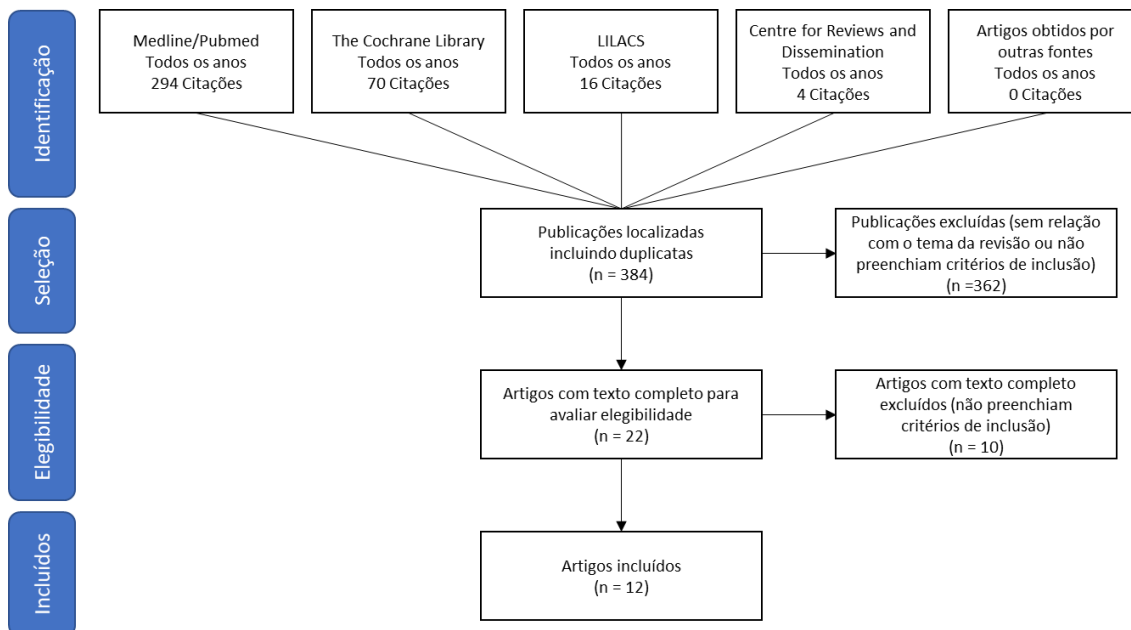 Identificação
Medline/Pubmed
Todos os anos
294 Citações
The Cochrane Library
Todos os anos
70 Citações
LILACS
Todos os anos
16 Citações
Centre for Reviews and
Dissemination
Todos os anos
4 Citações
Artigos obtidos por
outras fontes
Todos os anos
0 Citações
Seleção
Publicações localizadas
incluindo duplicatas
(n = 384)
Publicações excluídas (sem relação
com o tema da revisão ou não
preenchiam critérios de inclusão)
(n =362)
Elegibilidade
Artigos com texto completo para
avaliar elegibilidade
(n = 22)
Artigos com texto completo
excluídos (não preenchiam
critérios de inclusão)
(n = 10)
Incluídos
Artigos incluídos
(n = 12)